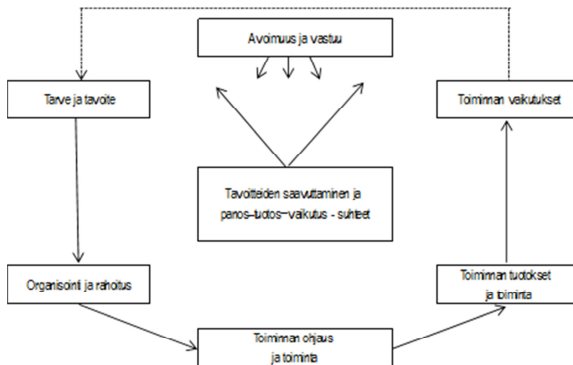 Avoimuus ja vastuu
Tarve ja tavoite
Toiminnan vaikutukset
Tavoitteiden saavuttaminen ja
panos-tuotos-vaikutus - suhteet
Organisointi ja rahoitus
Toiminnan tuotokset
ja toiminta
Toiminnan ohjaus
ja toiminta